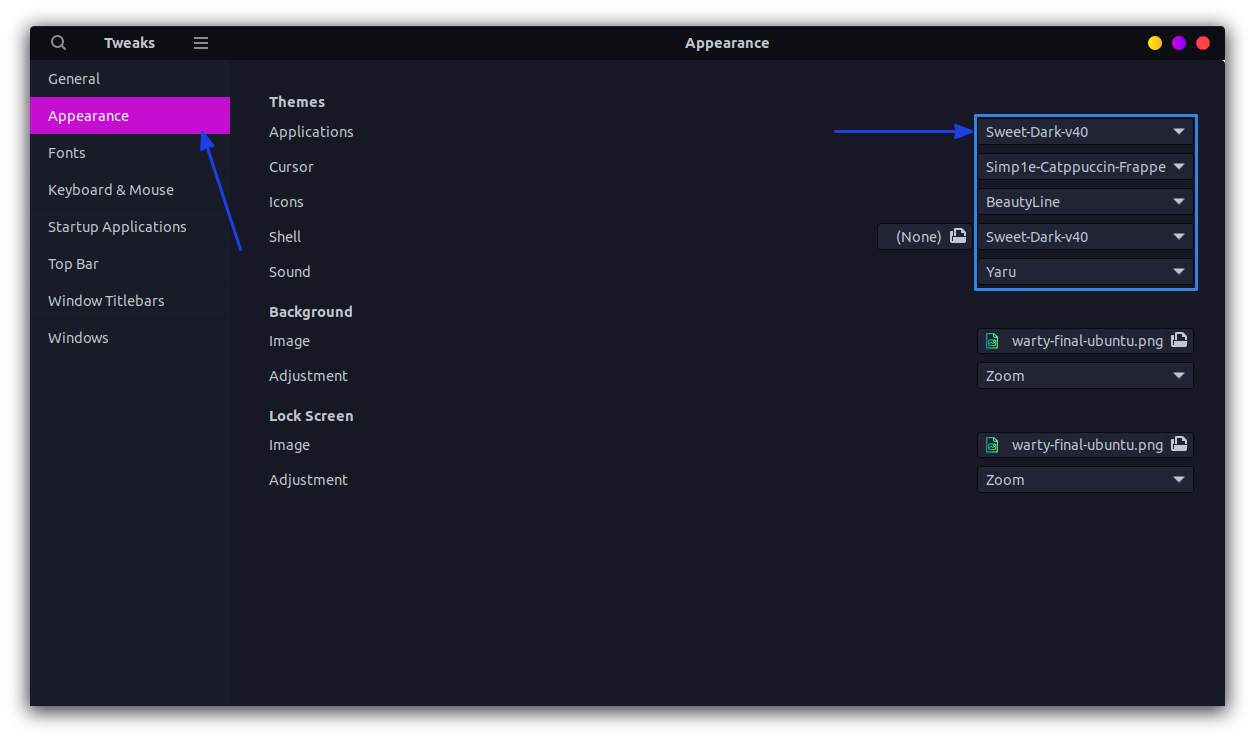 Tweaks
Appearance
General
Appearance
Fonts
Keyboard & Mouse
Startup Applications
Top Bar
Window Titlebars
Windows
Themes
Applications Sweet-Dark-v40
Cursor Simp1e-Catppuccin-Frappe
Icons BeautyLine
Shell (None) Sweet-Dark-v40
Sound Yaru
Background
Image warty-final-ubuntu.png
Adjustment Zoom
Lock Screen
Image warty-final-ubuntu.png
Adjustment Zoom